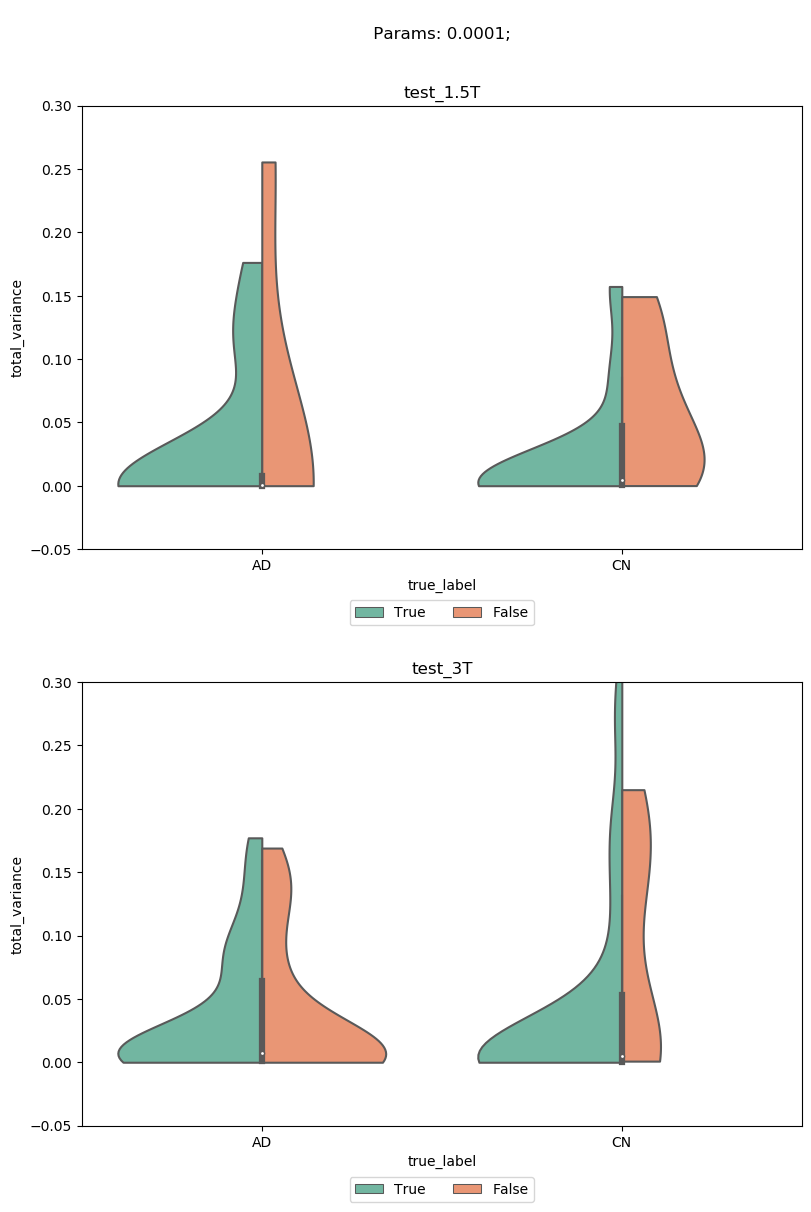 Params: 0.0001;
test_1.5T
0.30
0.25
0.20
0.15
0.10
0.05
0.00
−0.05
total_variance
AD CN
true_label
True False
test_3T
0.30
0.25
0.20
0.15
0.10
0.05
0.00
−0.05
total_variance
AD CN
true_label
True False